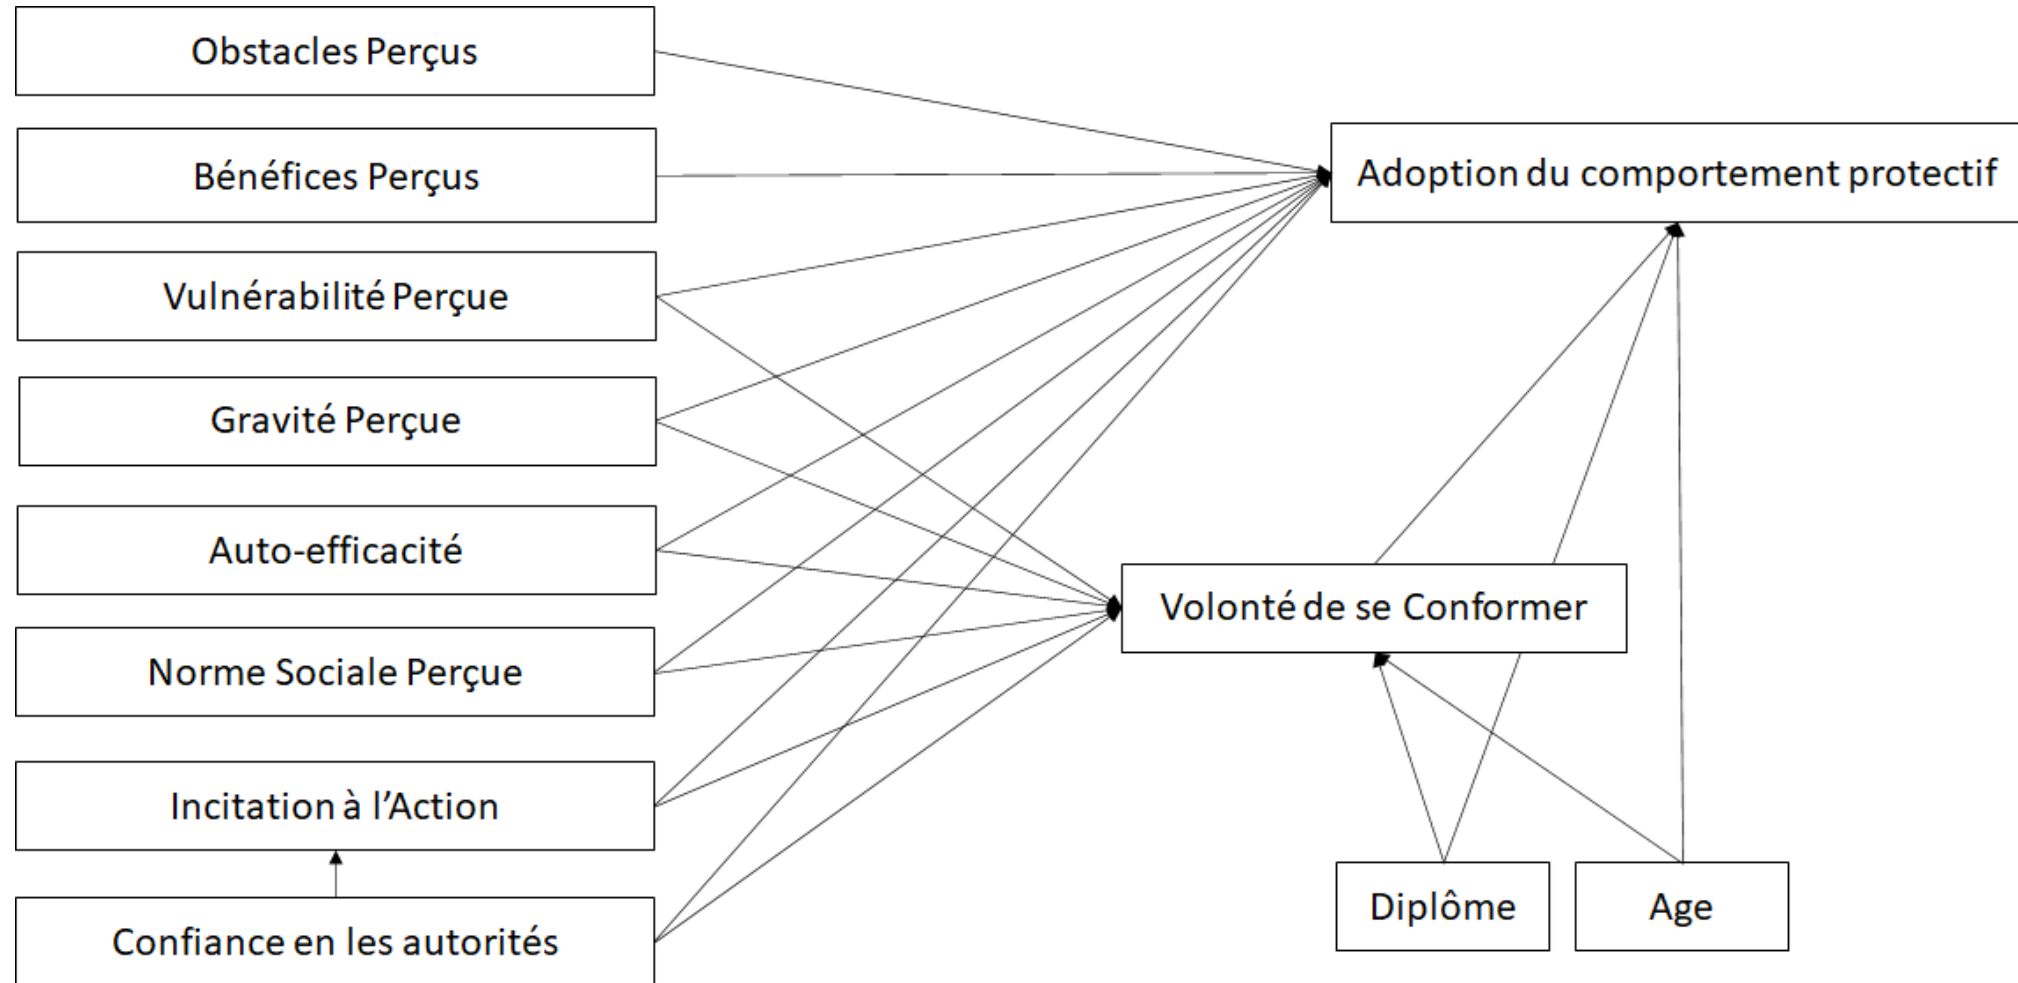 Obstacles Perçus
Bénéfices Perçus
Adoption du comportement protectif
Vulnérabilité Perçue
Gravité Perçue
Auto-efficacité
Volonté de se Conformer
Norme Sociale Perçue
Incitation à l’Action
Diplôme
Age
Confiance en les autorités